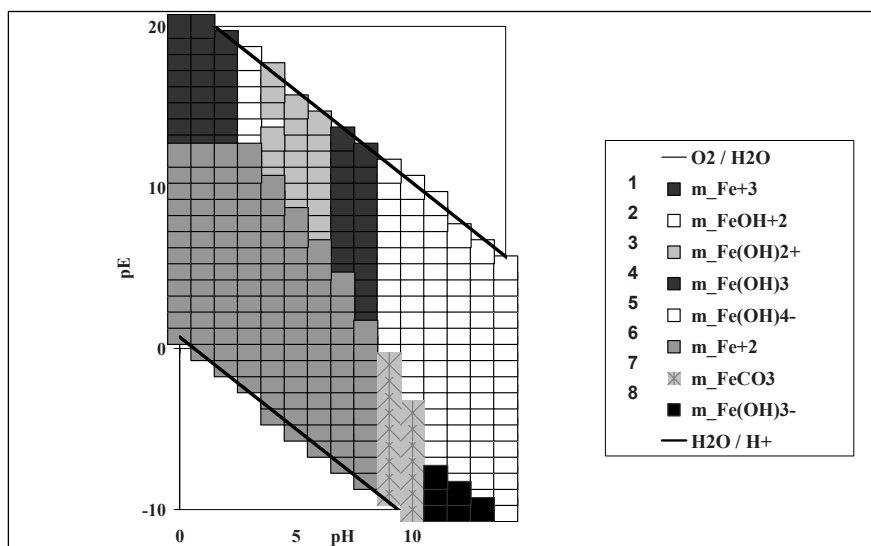 20
10
pE
0
-10
0
5
pH
10
O2 / H2O
1
m_Fe+3
2
m_FeOH+2
3
m_Fe(OH)2+
4
m_Fe(OH)3
5
m_Fe(OH)4-
6
m_Fe+2
7
m_FeCO3
8
m_Fe(OH)3-
H2O / H+